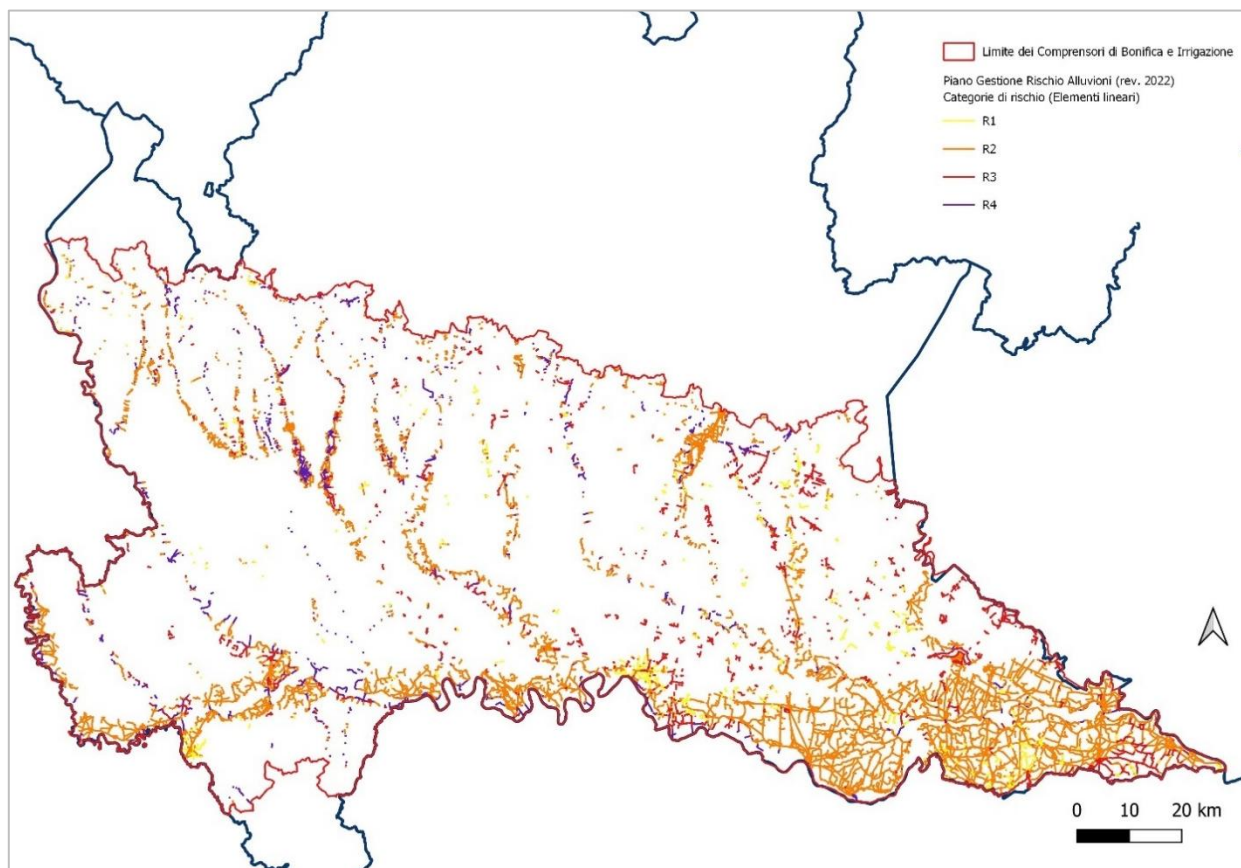 Limite dei Comprensori di Bonifica e Irrigazione
Piano Gestione Rischio Alluvioni (rev. 2022)
Categorie di rischio (Elementi lineari)
R1
R2
R3
R4
0 10 20 km